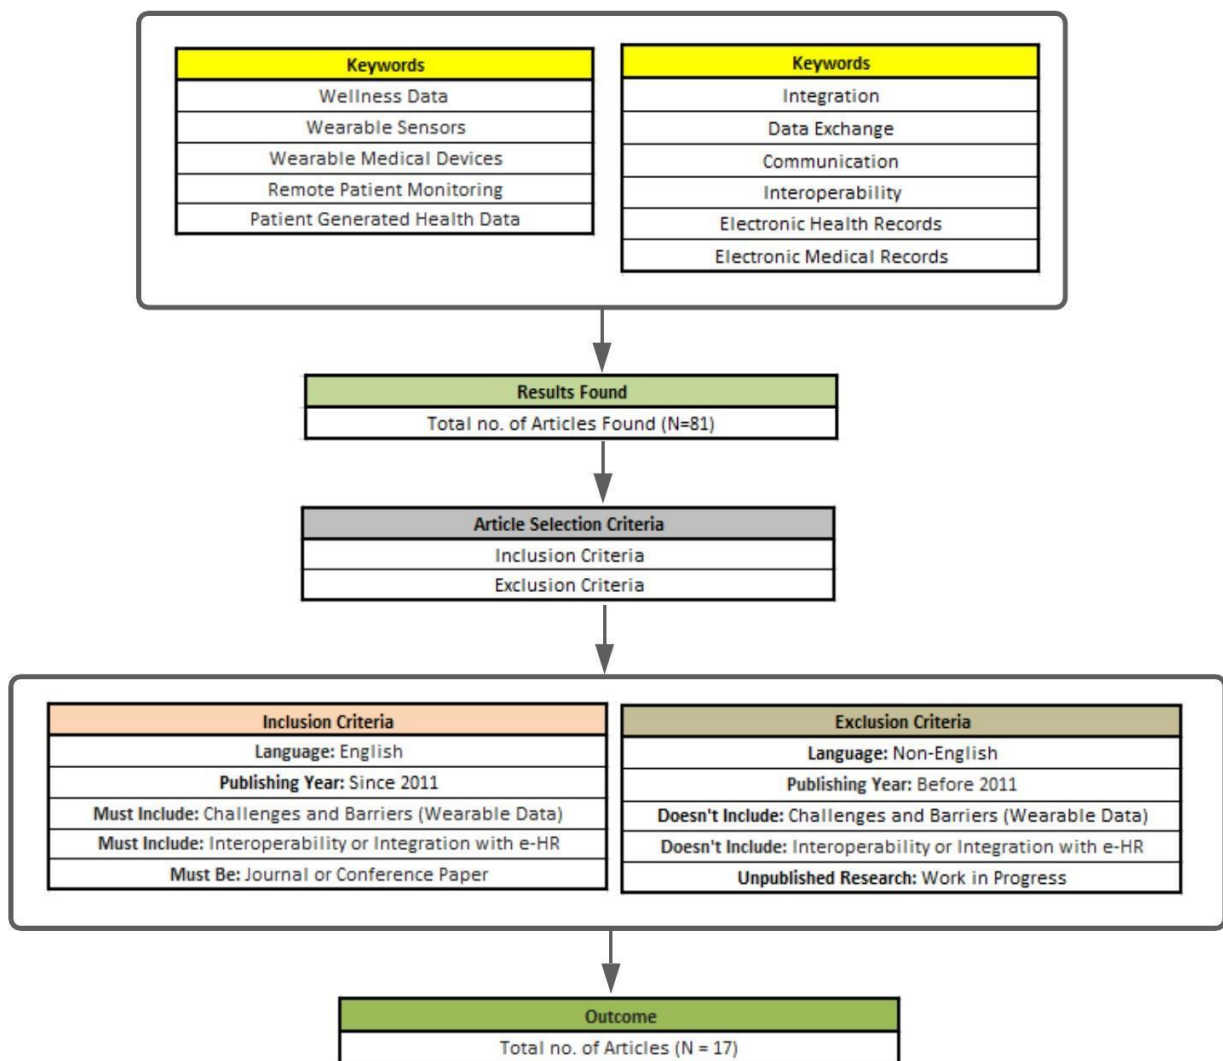 Keywords
Wellness Data
Wearable Sensors
Wearable Medical Devices
Remote Patient Monitoring
Patient Generated Health Data
Keywords
Integration
Data Exchange
Communication
Interoperability
Electronic Health Records
Electronic Medical Records
Results Found
Total no. of Articles Found (N=81)
Article Selection Criteria
Inclusion Criteria
Exclusion Criteria
Inclusion Criteria
Language: English
Publishing Year: Since 2011
Must Include: Challenges and Barriers (Wearable Data)
Must Include: Interoperability or Integration with e-HR
Must Be: Journal or Conference Paper
Exclusion Criteria
Language: Non-English
Publishing Year: Before 2011
Doesn't Include: Challenges and Barriers (Wearable Data)
Doesn't Include: Interoperability or Integration with e-HR
Unpublished Research: Work in Progress
Outcome
Total no. of Articles (N = 17)